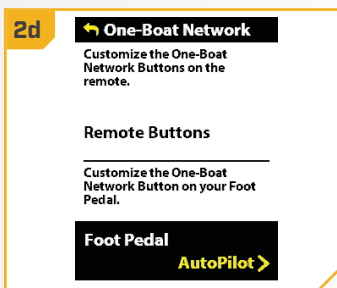 2d
One-Boat Network
Customize the One-Boat
Network Buttons on the
remote.
Remote Buttons
Customize the One-Boat
Network Button on your Foot
Pedal.
Foot Pedal
AutoPilot